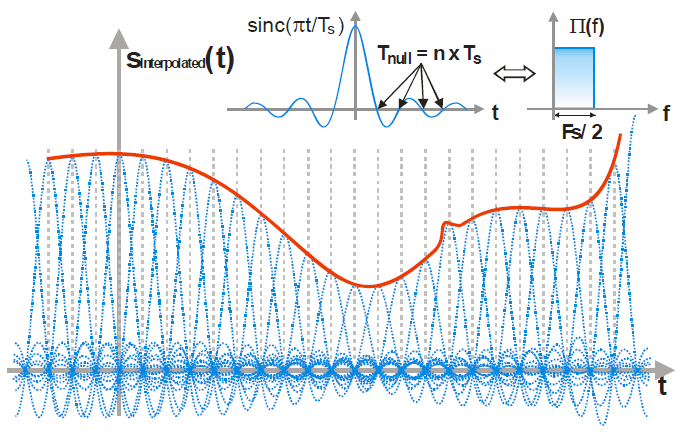 sinc(πt/Ts)
Π(f)
Tnull = n x Ts
sInterpolated(t)
t
f
Fs/ 2
t